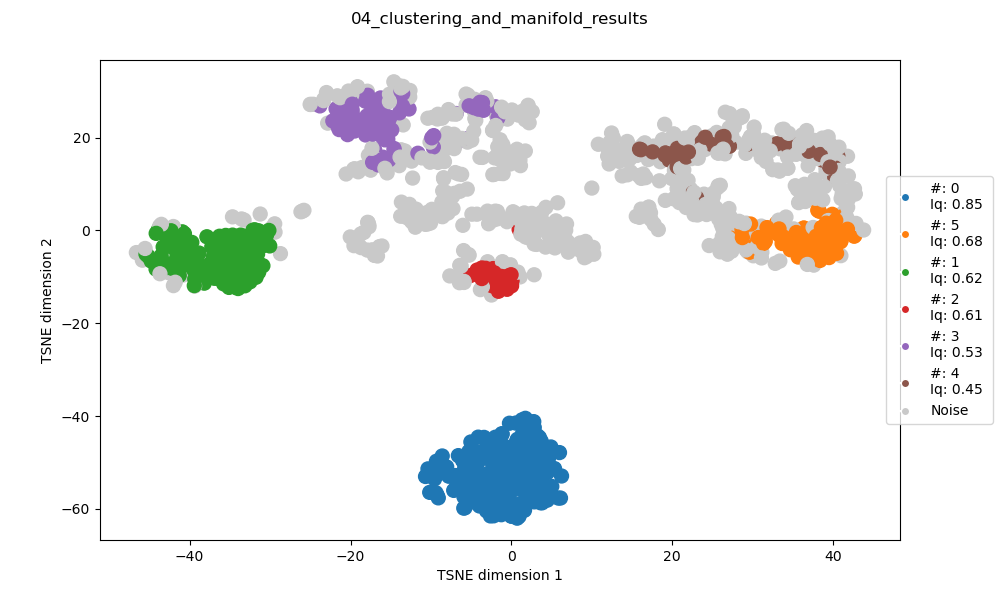 04_clustering_and_manifold_results
20
0
−20
−40
−60
TSNE dimension 2
−40
−20
0
20
40
TSNE dimension 1
#: 0
Iq: 0.85
#: 5
Iq: 0.68
#: 1
Iq: 0.62
#: 2
Iq: 0.61
#: 3
Iq: 0.53
#: 4
Iq: 0.45
Noise